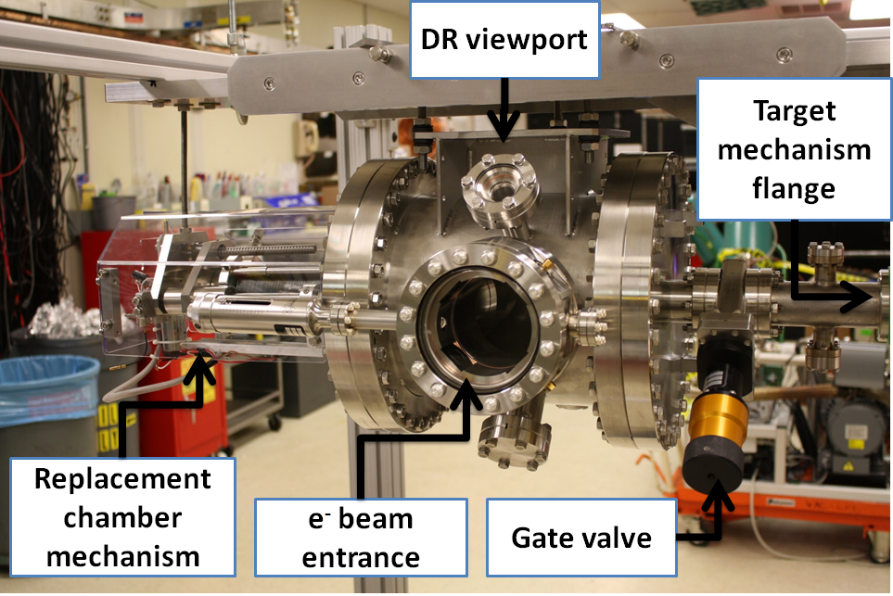 DR viewport
Target
mechanism
flange
Replacement
chamber
mechanism
e- beam
entrance
Gate valve